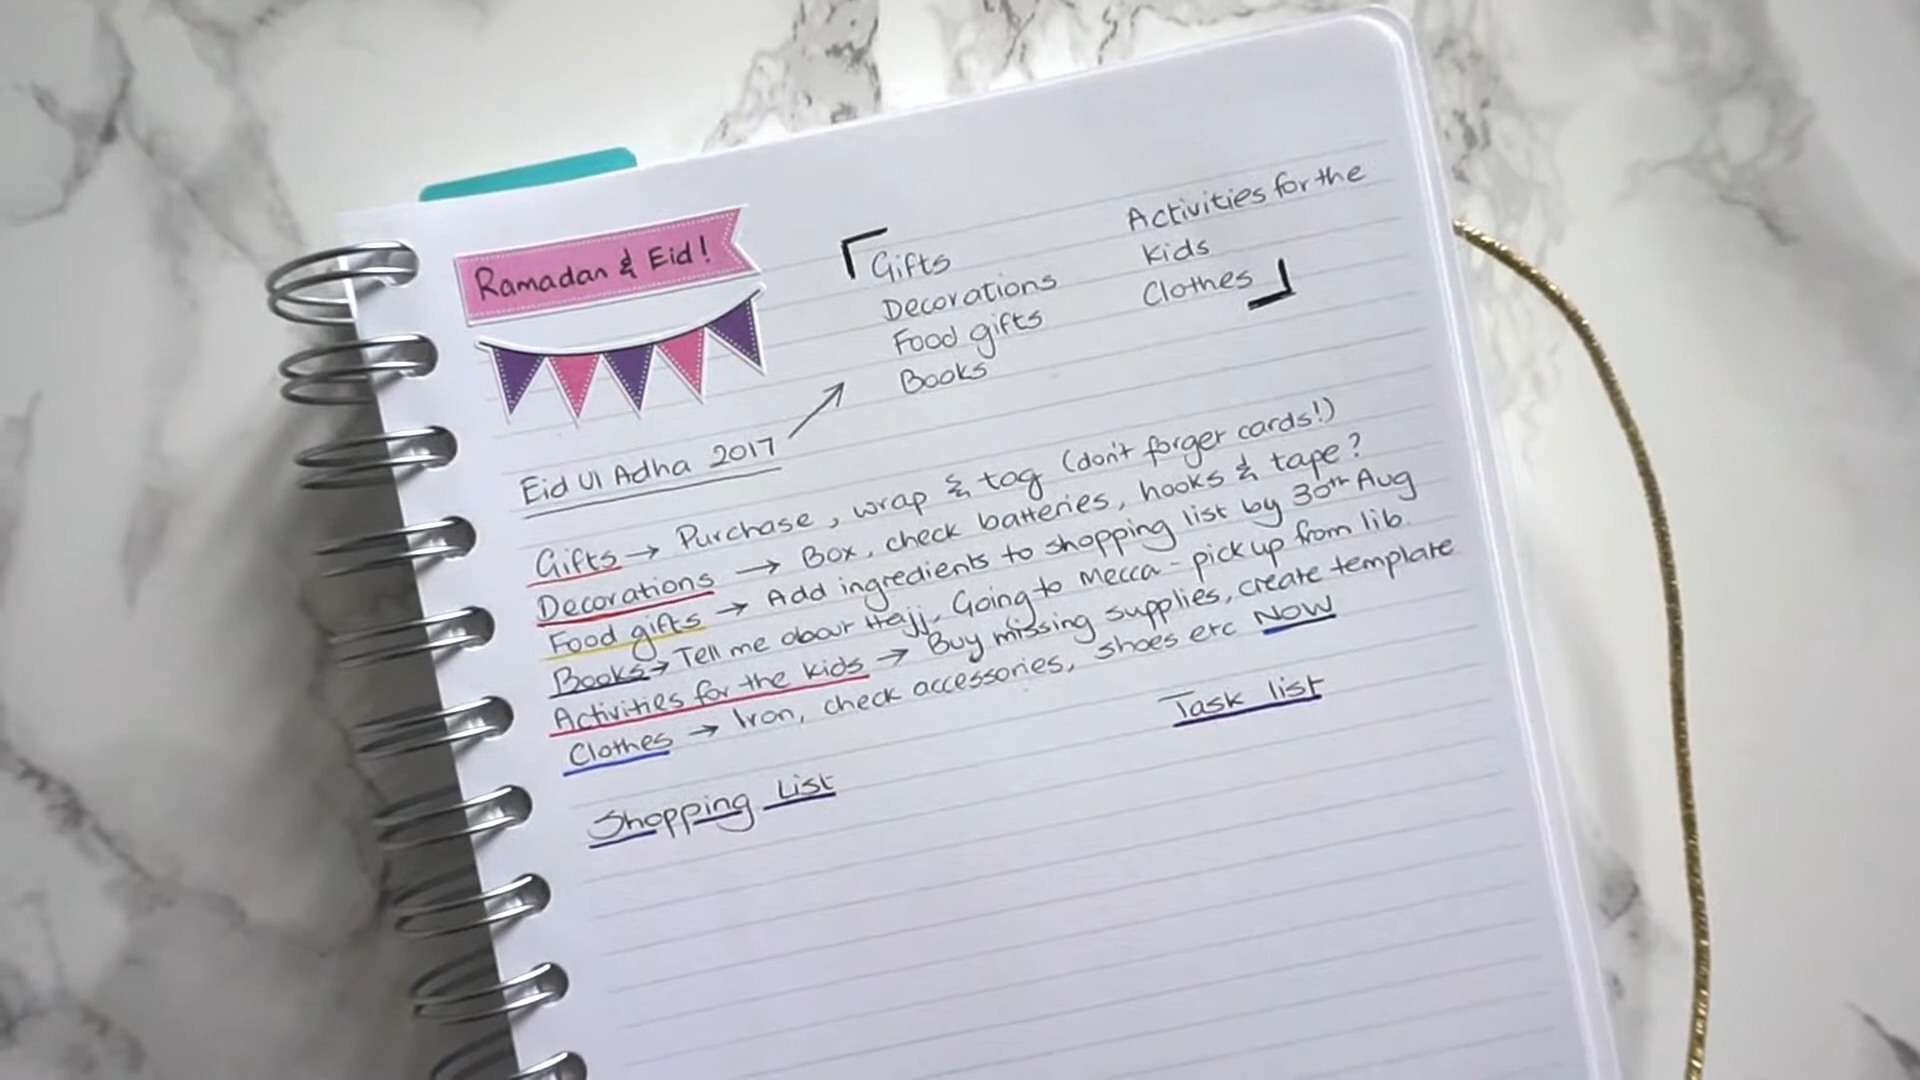 Ramadan & Eid!
Gifts
Decorations
Food gifts
Books
Activities for the
Kids
Clothes
Eid Ul Adha 2017
Gifts → Purchase, wrap & tag (don't forger cards!)
Decorations → Box, check batteries, hooks & tape?
Food gifts → Add ingredients to shopping list by 30th Aug
Books → Tell me about Hajj, Going to Mecca - pick up from lib.
Activities for the kids → Buy missing supplies, create template
Clothes → Iron, check accessories, shoes etc NOW
Task list
Shopping List